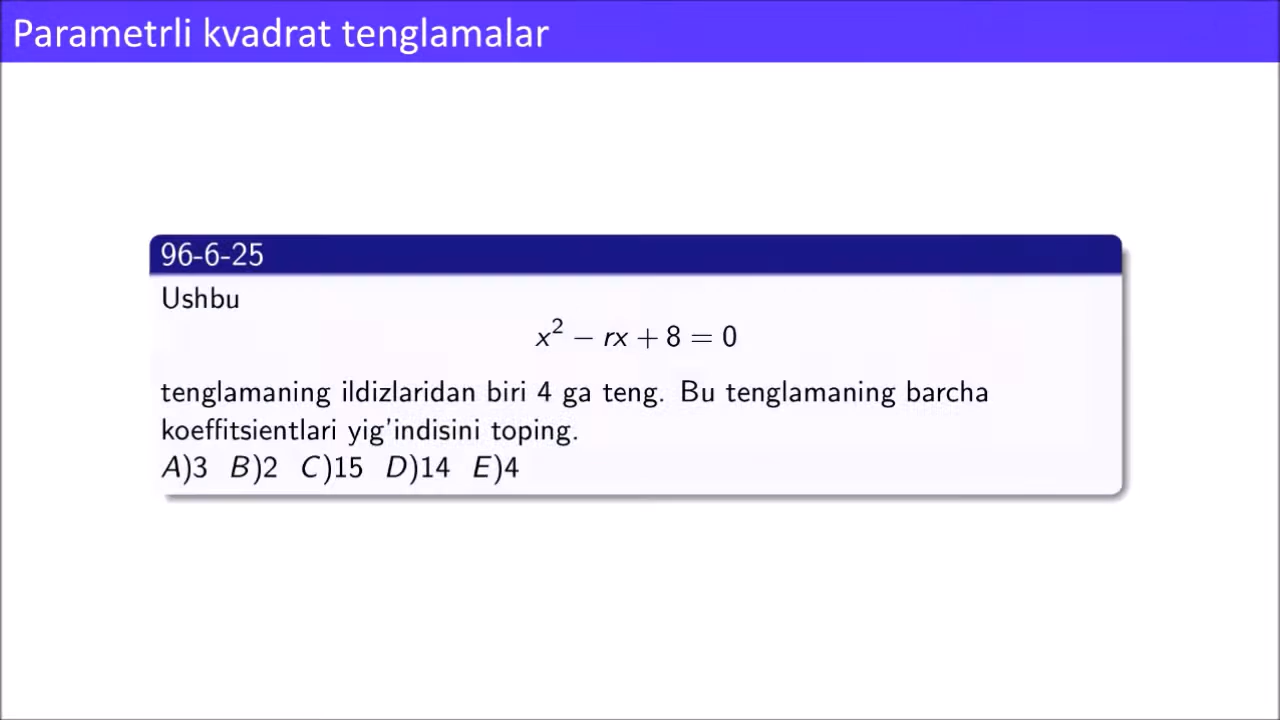 Parametrli kvadrat tenglamalar
96-6-25
Ushbu
x² − rx + 8 = 0
tenglamaning ildizlaridan biri 4 ga teng. Bu tenglamaning barcha
koeffitsientlari yig'indisini toping.
A)3 B)2 C)15 D)14 E)4